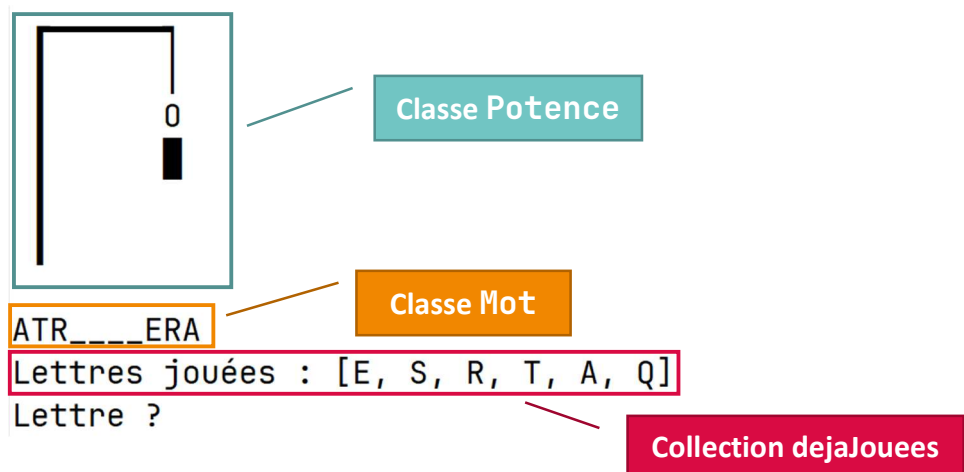 O
Classe Potence
Classe Mot
ATR____ERA
Lettres jouées : [E, S, R, T, A, Q]
Lettre ?
Collection dejaJouees